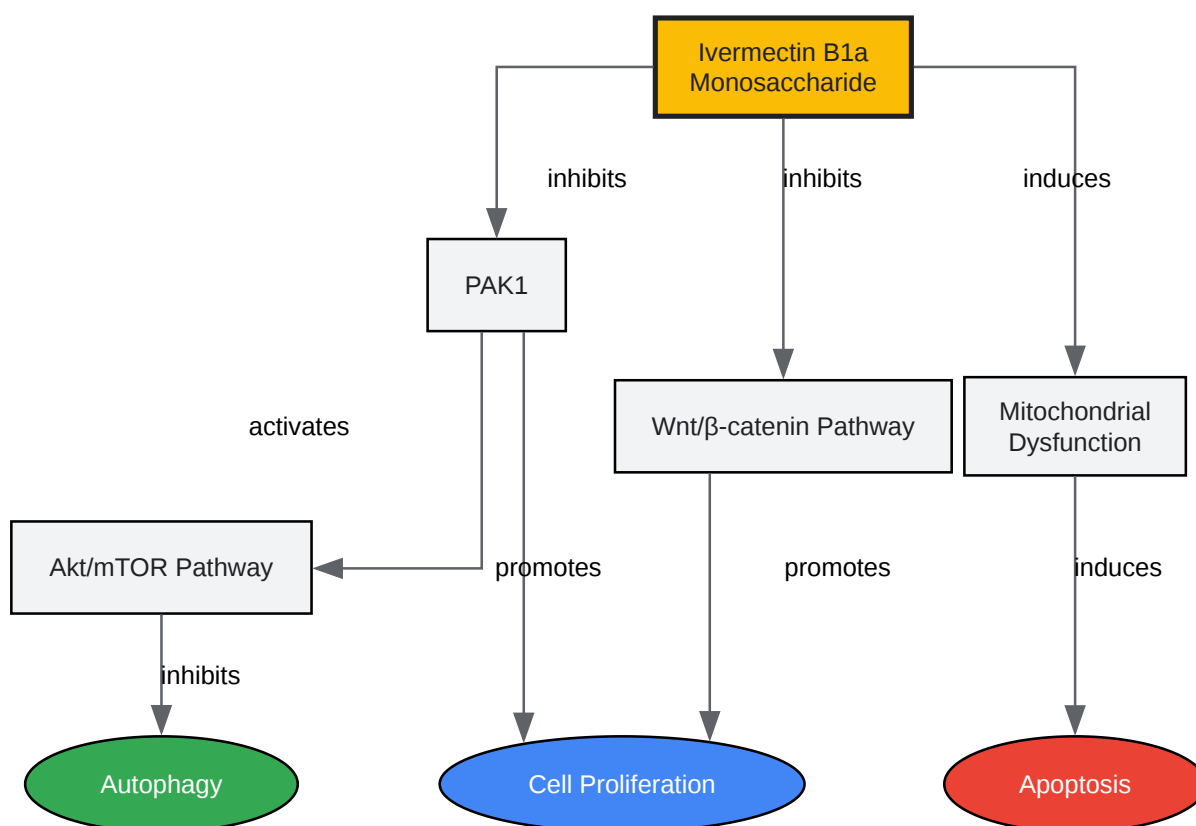 Ivermectin B1a
Monosaccharide
inhibits
inhibits
induces
PAK1
Wnt/β-catenin Pathway
Mitochondrial
Dysfunction
activates
Akt/mTOR Pathway
promotes
promotes
induces
inhibits
Autophagy
Cell Proliferation
Apoptosis